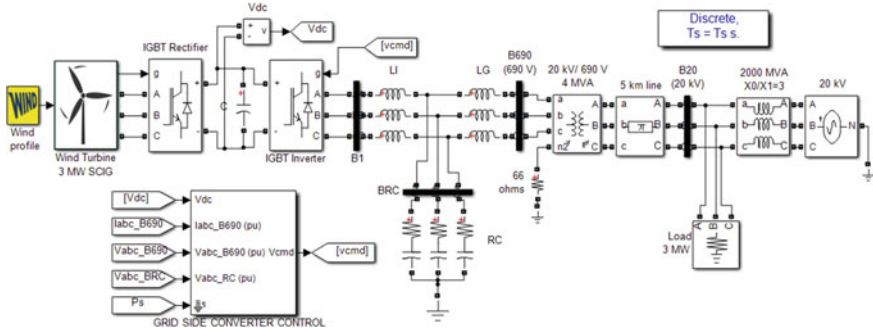 Discrete,
Ts = Ts s.
Vdc
+
-
v
Vdc
[vcmd]
IGBT Rectifier
g
A
B
C
+
-
C
+
-
g
A
B
C
IGBT Inverter
B1
LI
LG
B690
(690 V)
20 kV/ 690 V
4 MVA
a
b
c
n2
A
B
C
5 km line
a
b
c
A
B
C
B20
(20 kV)
2000 MVA
X0/X1=3
a
b
c
A
B
C
20 kV
A
B
C
N
WIND
Wind
profile
Wind Turbine
3 MW SCIG
66
ohms
BRC
RC
Load
3 MW
A
B
C
[Vdc]
Iabc_B690
Vabc_B690
Vabc_BRC
Ps
Vdc
Iabc_B690 (pu)
Vabc_B690 (pu)
Vabc_RC (pu)
Vcmd
[vcmd]
GRID SIDE CONVERTER CONTROL